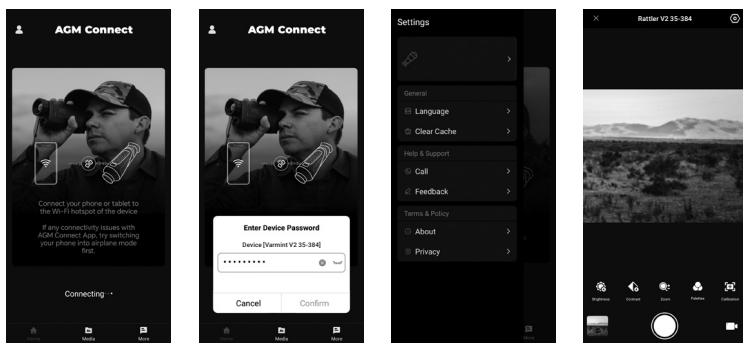 AGM Connect
Connect your phone or tablet to
the Wi-Fi hotspot of the device
If any connectivity issues with
AGM Connect App, try switching
your phone into airplane mode
first.
Connecting···
Home
Media
More
AGM Connect
Enter Device Password
Device [Varmint V2 35-384]
•••••••••
Cancel
Confirm
Home
Media
More
Settings
General
Language
Clear Cache
Help & Support
Call
Feedback
Terms & Policy
About
Privacy
More
Rattler V2 35-384
Brightness
Contrast
Zoom
Palettes
Calibration